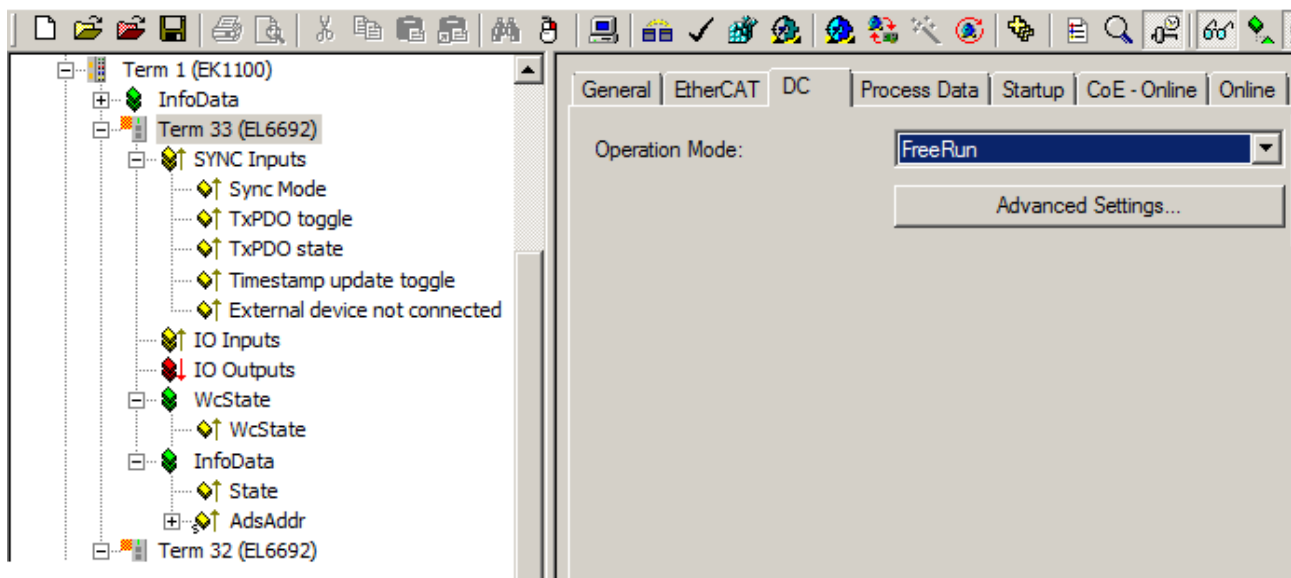 Term 1 (EK1100)
InfoData
Term 33 (EL6692)
SYNC Inputs
Sync Mode
TxPDO toggle
TxPDO state
Timestamp update toggle
External device not connected
IO Inputs
IO Outputs
WcState
WcState
InfoData
State
AdsAddr
Term 32 (EL6692)
General EtherCAT DC Process Data Startup CoE - Online Online
Operation Mode: FreeRun
Advanced Settings...